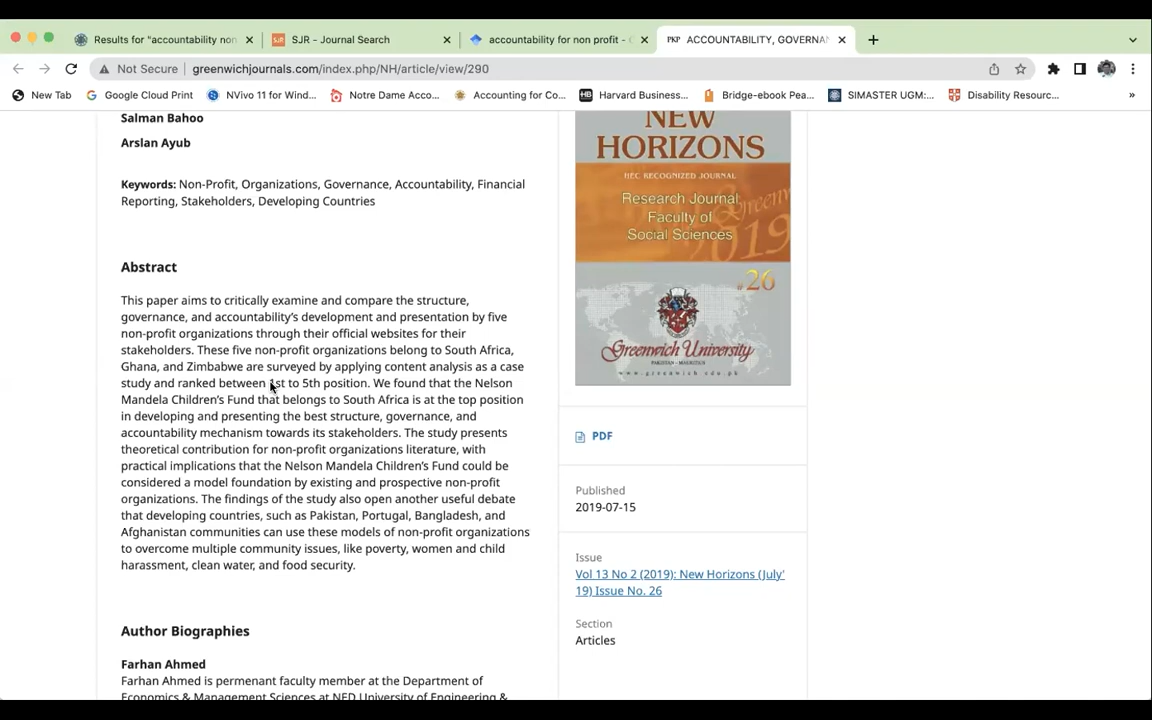 Results for "accountability non
SJR - Journal Search
accountability for non profit -
PKP ACCOUNTABILITY, GOVERNAN
Not Secure greenwichjournals.com/index.php/NH/article/view/290
New Tab
Google Cloud Print
NVivo 11 for Wind...
Notre Dame Acco...
Accounting for Co...
Harvard Business...
Bridge-ebook Pea...
SIMASTER UGM:...
Disability Resourc...
»
Salman Bahoo
Arslan Ayub
Keywords: Non-Profit, Organizations, Governance, Accountability, Financial
Reporting, Stakeholders, Developing Countries
Abstract
This paper aims to critically examine and compare the structure,
governance, and accountability's development and presentation by five
non-profit organizations through their official websites for their
stakeholders. These five non-profit organizations belong to South Africa,
Ghana, and Zimbabwe are surveyed by applying content analysis as a case
study and ranked between 1st to 5th position. We found that the Nelson
Mandela Children's Fund that belongs to South Africa is at the top position
in developing and presenting the best structure, governance, and
accountability mechanism towards its stakeholders. The study presents
theoretical contribution for non-profit organizations literature, with
practical implications that the Nelson Mandela Children's Fund could be
considered a model foundation by existing and prospective non-profit
organizations. The findings of the study also open another useful debate
that developing countries, such as Pakistan, Portugal, Bangladesh, and
Afghanistan communities can use these models of non-profit organizations
to overcome multiple community issues, like poverty, women and child
harassment, clean water, and food security.
Author Biographies
Farhan Ahmed
Farhan Ahmed is permenant faculty member at the Department of
Economics & Management Sciences at NED University of Engineering &
NEW
HORIZONS
HEC RECOGNIZED JOURNAL
Research Journal
Faculty of
Social Sciences
2019
#26
Greenwich University
PAKISTAN - MAURITIUS
www.greenwich.edu.pk
PDF
Published
2019-07-15
Issue
Vol 13 No 2 (2019): New Horizons (July'
19) Issue No. 26
Section
Articles